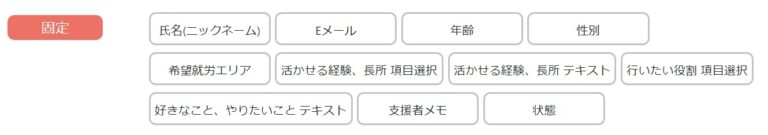 固定
氏名(ニックネーム) Eメール 年齢 性別
希望就労エリア 活かせる経験、長所 項目選択 活かせる経験、長所 テキスト 行いたい役割 項目選択
好きなこと、やりたいこと テキスト 支援者メモ 状態